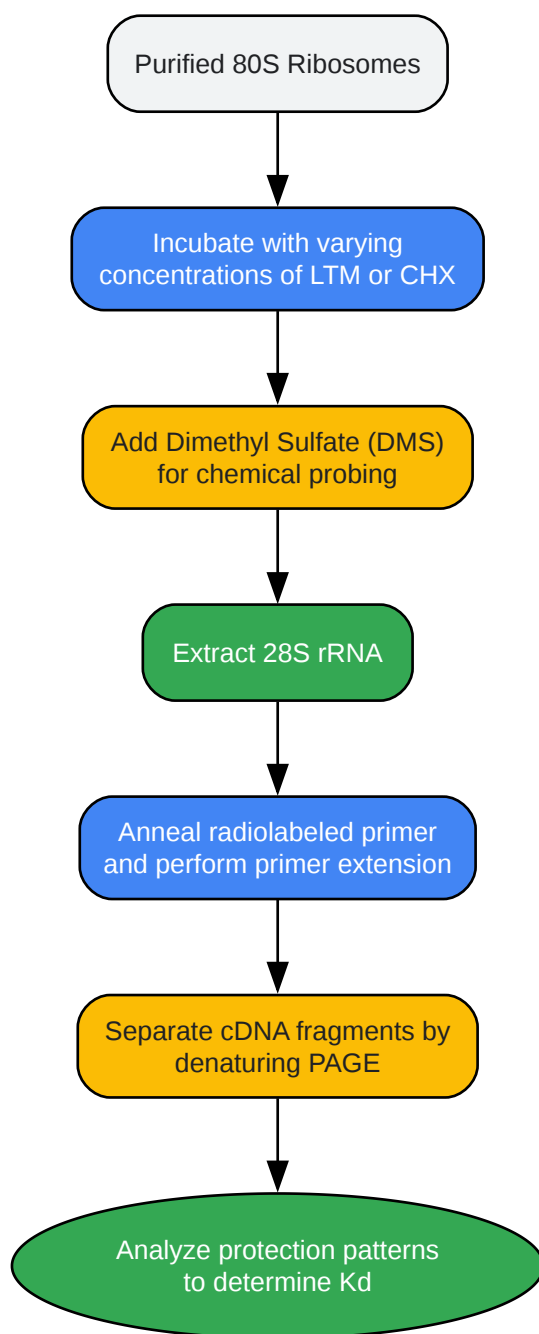 Purified 80S Ribosomes
Incubate with varying
concentrations of LTM or CHX
Add Dimethyl Sulfate (DMS)
for chemical probing
Extract 28S rRNA
Anneal radiolabeled primer
and perform primer extension
Separate cDNA fragments by
denaturing PAGE
Analyze protection patterns
to determine Kd